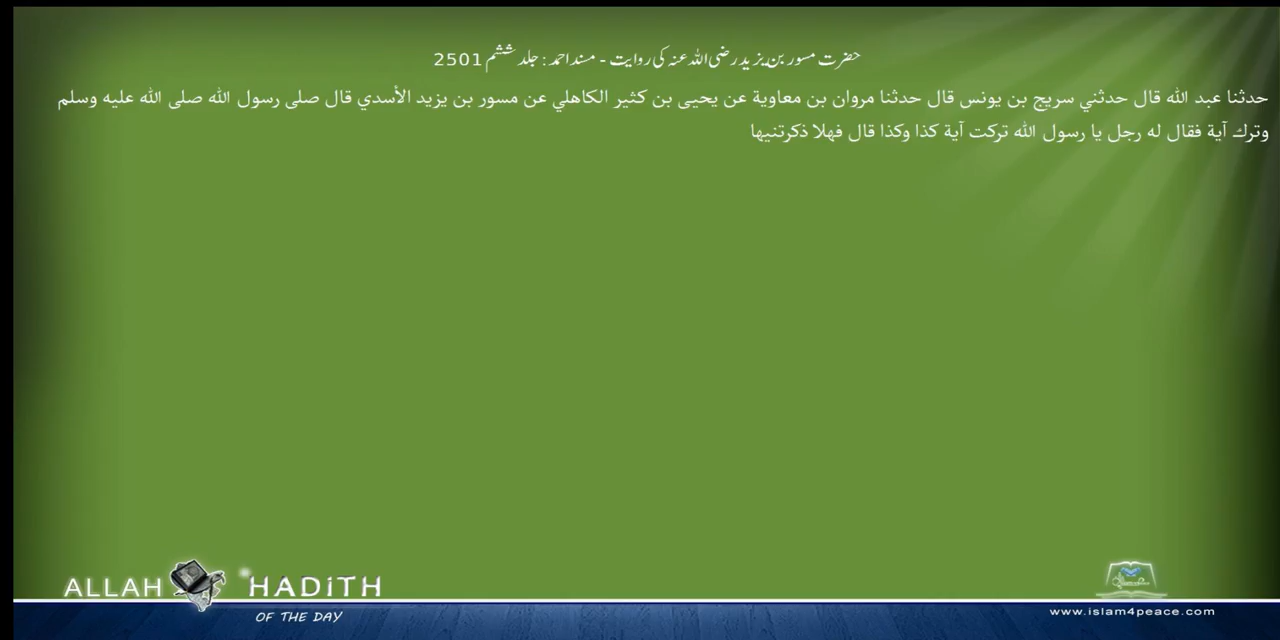 حضرت مسور بن یزید رضی اللہ عنہ کی روایت - مسند احمد: جلد ششم 2501
حدثنا عبد الله قال حدثني سريج بن يونس قال حدثنا مروان بن معاوية عن يحيى بن كثير الكاهلي عن مسور بن يزيد الأسدي قال صلى رسول الله صلى الله عليه وسلم
وترك آية فقال له رجل يا رسول الله تركت آية كذا وكذا قال فهلا ذكرتنيها
ALLAH HADITH
OF THE DAY
www.islam4peace.com